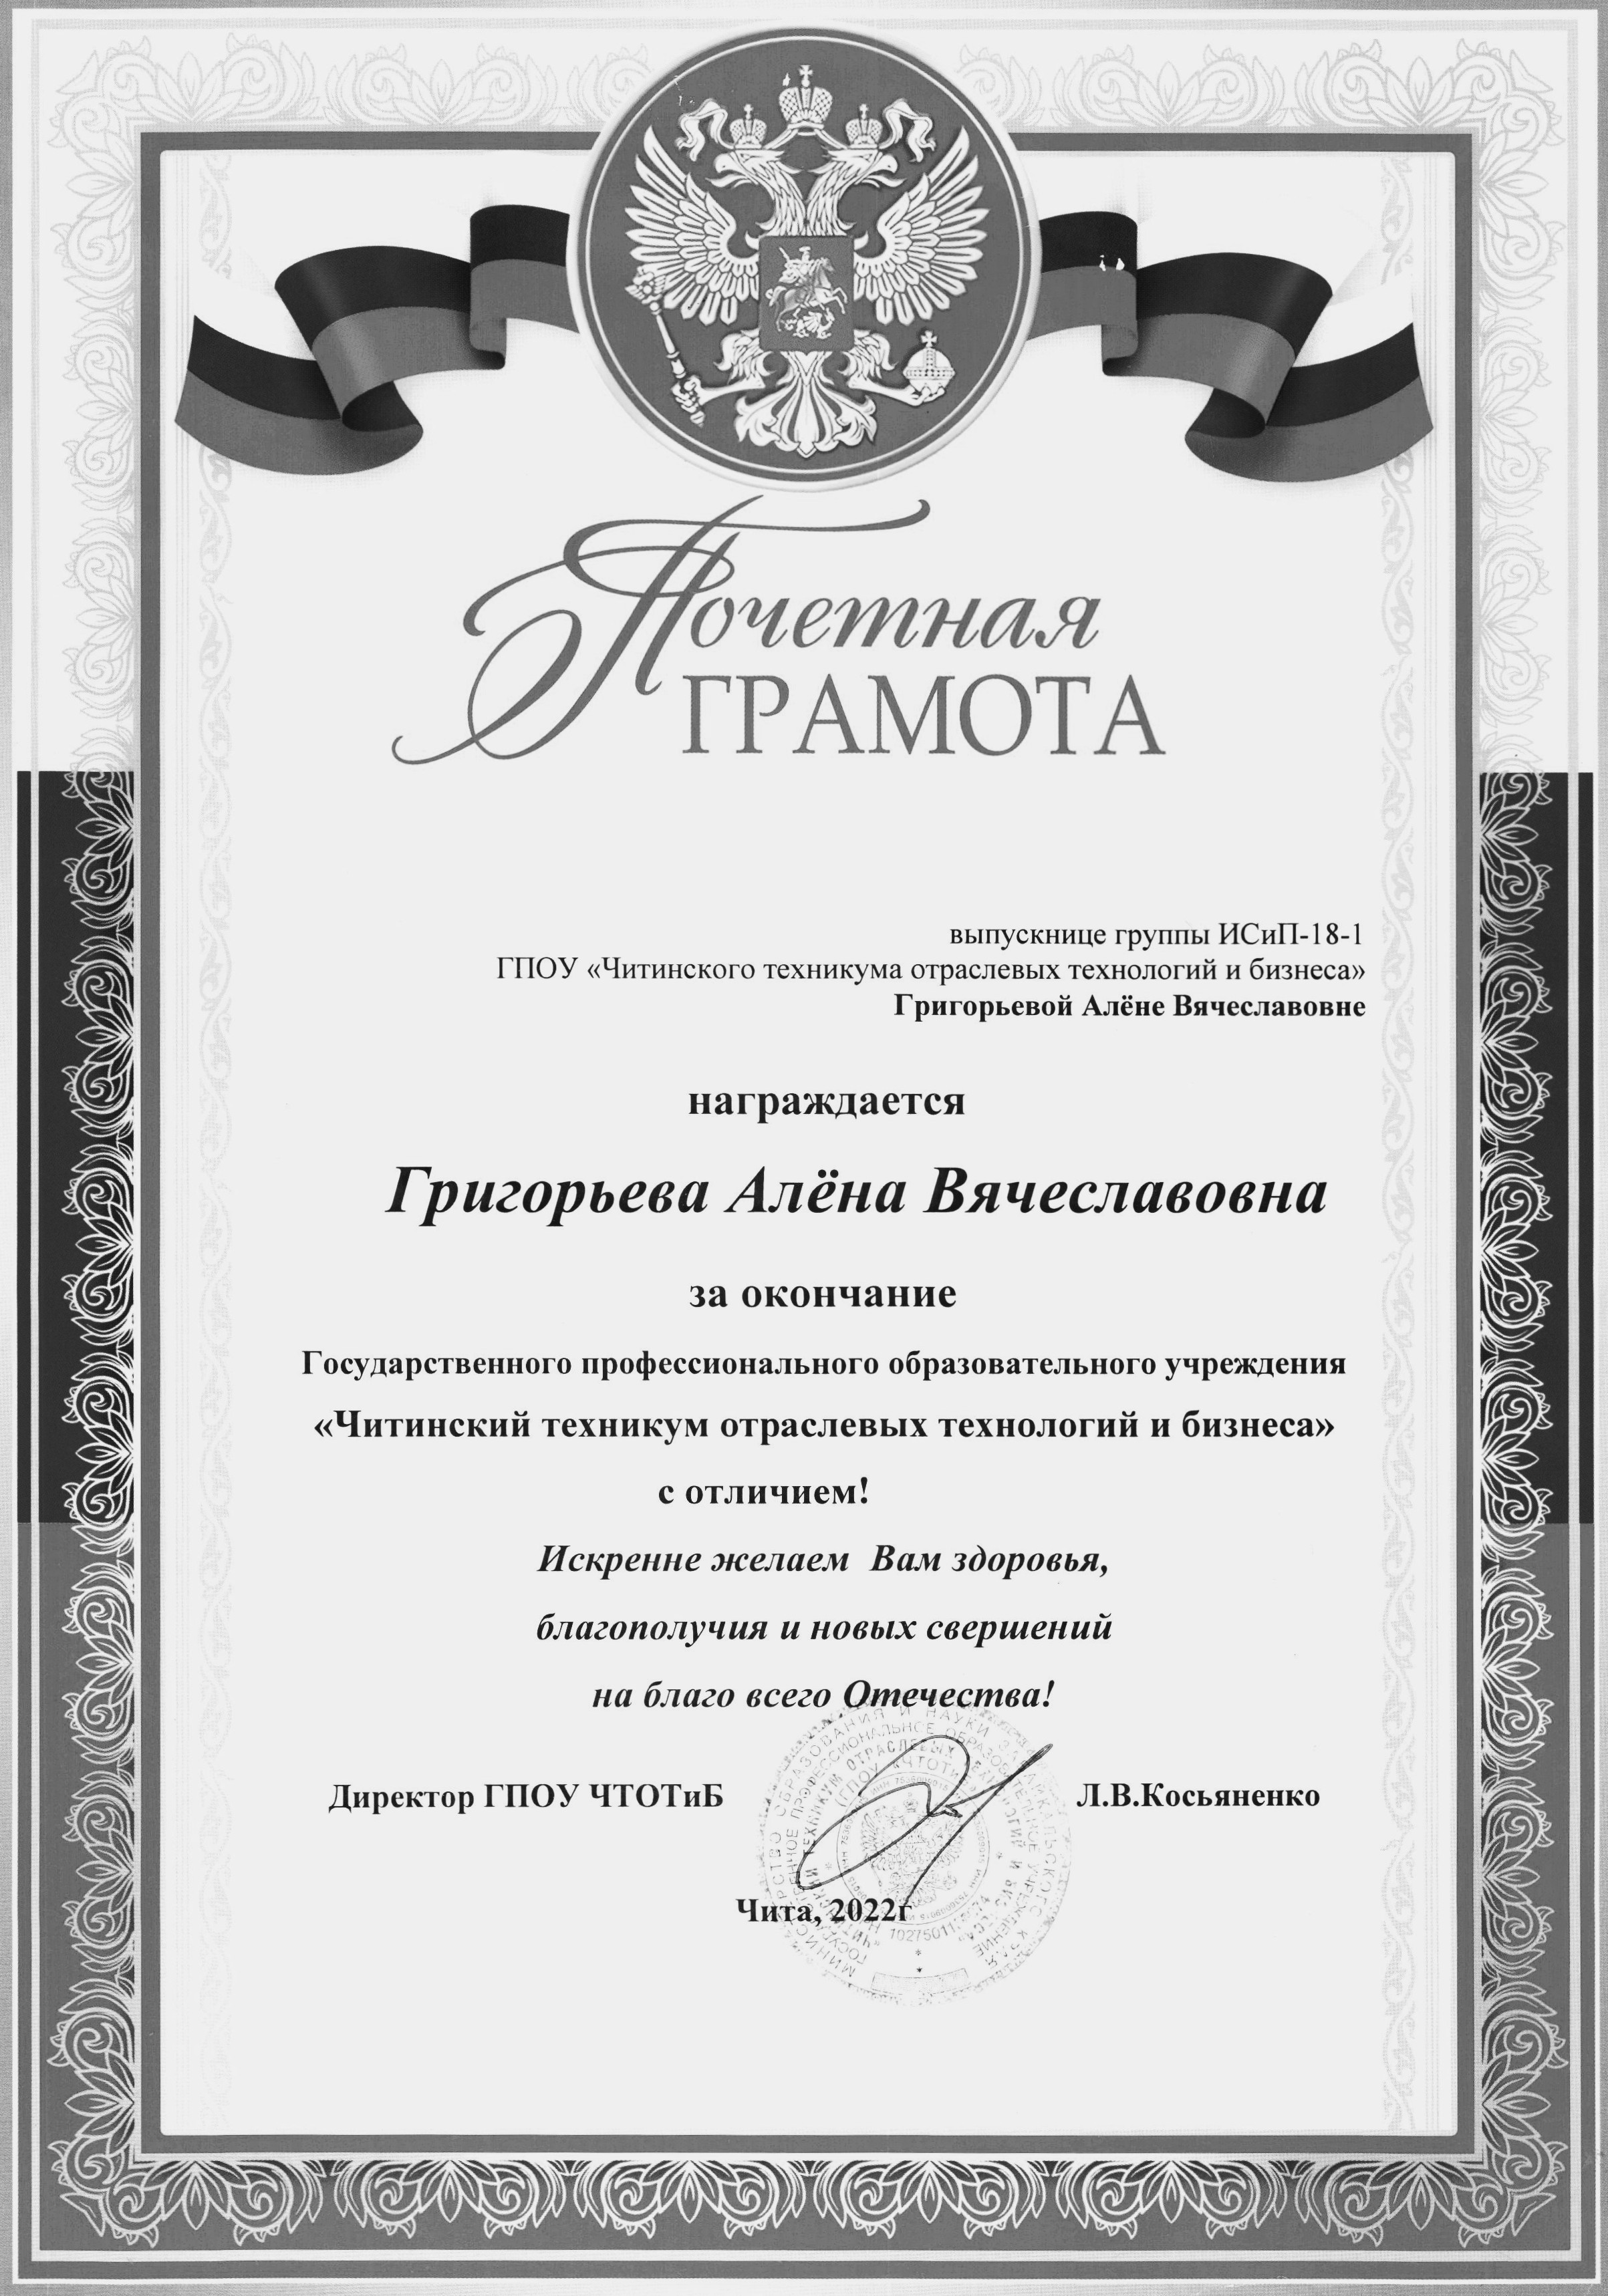 Почетная
ГРАМОТА
выпускнице группы ИСиП-18-1
ГПОУ «Читинского техникума отраслевых технологий и бизнеса»
Григорьевой Алёне Вячеславовне
награждается
Григорьева Алёна Вячеславовна
за окончание
Государственного профессионального образовательного учреждения
«Читинский техникум отраслевых технологий и бизнеса»
с отличием!
Искренне желаем Вам здоровья,
благополучия и новых свершений
на благо всего Отечества!
Директор ГПОУ ЧТОТиБ
Л.В.Косьяненко
Чита, 2022г